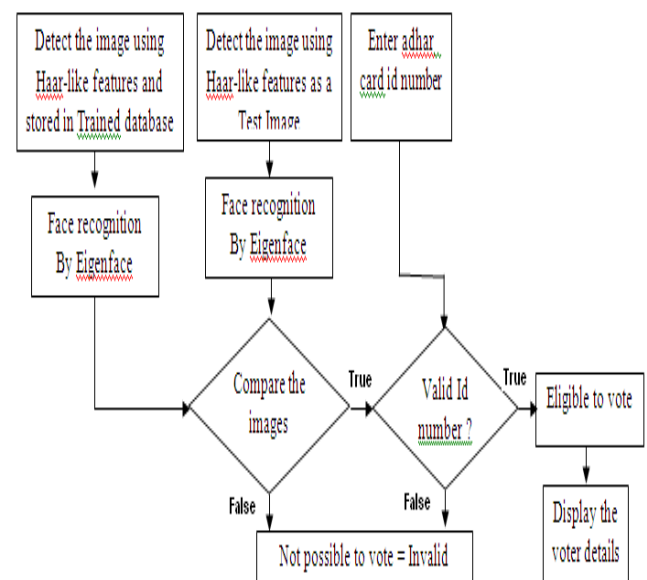 Detect the image using
Haar-like features and
stored in Trained database
Detect the image using
Haar-like features as a
Test Image
Enter adhar
card id number
Face recognition
By Eigenface
Face recognition
By Eigenface
Compare the
images
True
Valid Id
number ?
True
Eligible to vote
False
False
Display the
voter details
Not possible to vote = Invalid